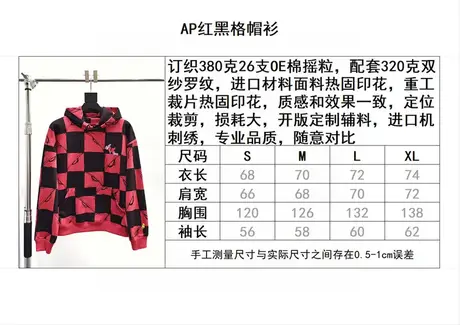 AP红黑格帽衫
订织380克26支OE棉摇粒，配套320克双
纱罗纹，进口材料面料热固印花，重工
裁片热固印花，质感和效果一致，定位
裁剪，损耗大，开版定制辅料，进口机
刺绣，专业品质，随意对比
尺码 S M L XL
衣长 68 70 72 74
肩宽 66 68 70 72
胸围 120 126 132 138
袖长 56 58 60 62
手工测量尺寸与实际尺寸之间存在0.5-1cm误差